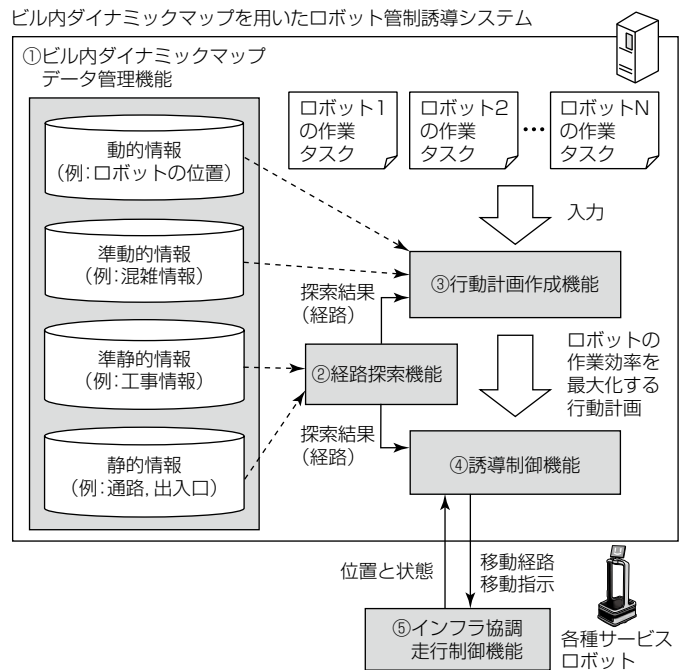 ビル内ダイナミックマップを用いたロボット管制誘導システム
①ビル内ダイナミックマップ
データ管理機能
動的情報
(例:ロボットの位置)
準動的情報
(例:混雑情報)
準静的情報
(例:工事情報)
静的情報
(例:通路,出入口)
ロボット1
の作業
タスク
ロボット2
の作業
タスク
…
ロボットN
の作業
タスク
入力
③行動計画作成機能
探索結果
(経路)
②経路探索機能
ロボットの
作業効率を
最大化する
行動計画
探索結果
(経路)
④誘導制御機能
位置と状態
移動経路
移動指示
⑤インフラ協調
走行制御機能
各種サービス
ロボット